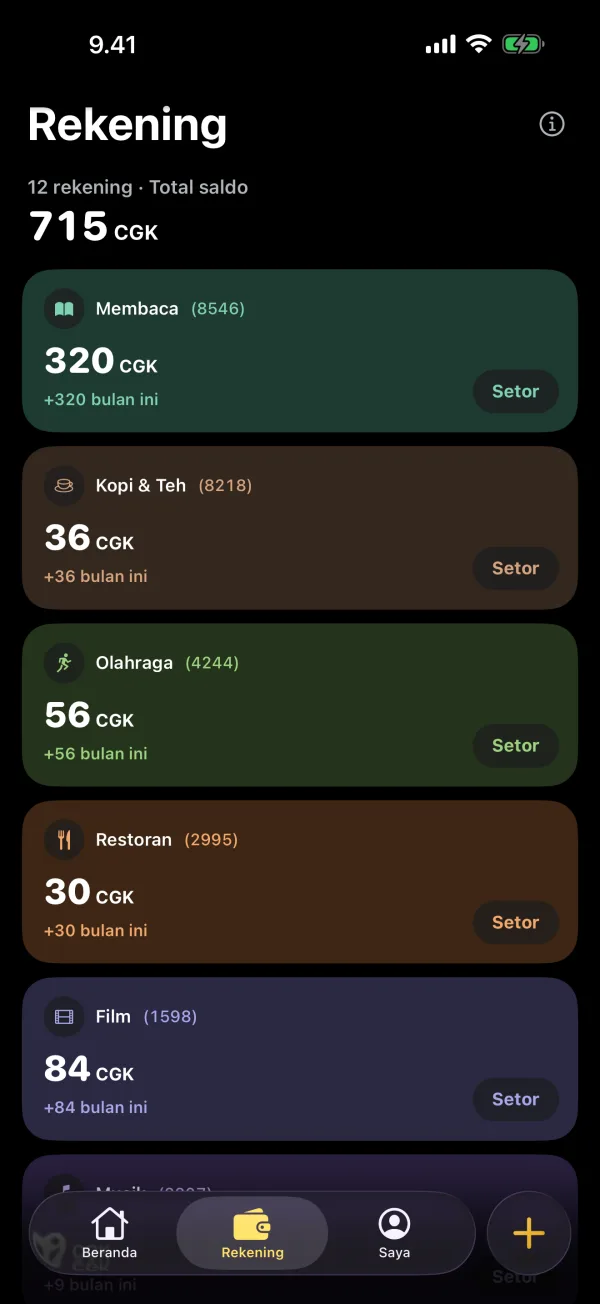 9.41
Rekening
12 rekening · Total saldo
715 CGK
Membaca (8546)
320 CGK
+320 bulan ini
Setor
Kopi & Teh (8218)
36 CGK
+36 bulan ini
Setor
Olahraga (4244)
56 CGK
+56 bulan ini
Setor
Restoran (2995)
30 CGK
+30 bulan ini
Setor
Film (1598)
84 CGK
+84 bulan ini
Setor
Beranda
Rekening
Saya
+9 bulan ini
Setor